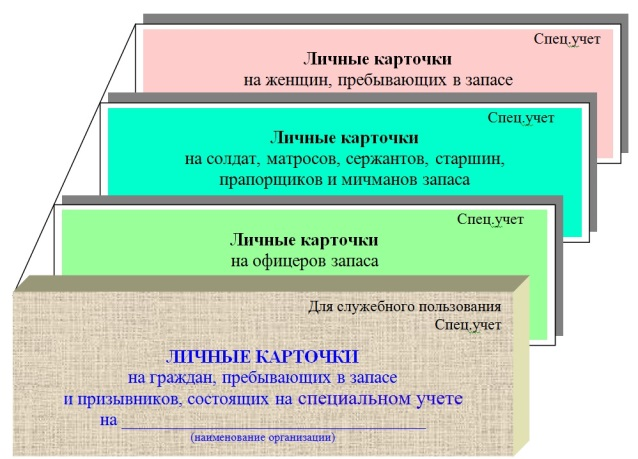 Спец.учет
Личные карточки
на женщин, пребывающих в запасе
Спец.учет
Личные карточки
на солдат, матросов, сержантов, старшин,
прапорщиков и мичманов запаса
Спец.учет
Личные карточки
на офицеров запаса
Для служебного пользования
Спец.учет
ЛИЧНЫЕ КАРТОЧКИ
на граждан, пребывающих в запасе
и призывников, состоящих на специальном учете
на ___________________________________
(наименование организации)